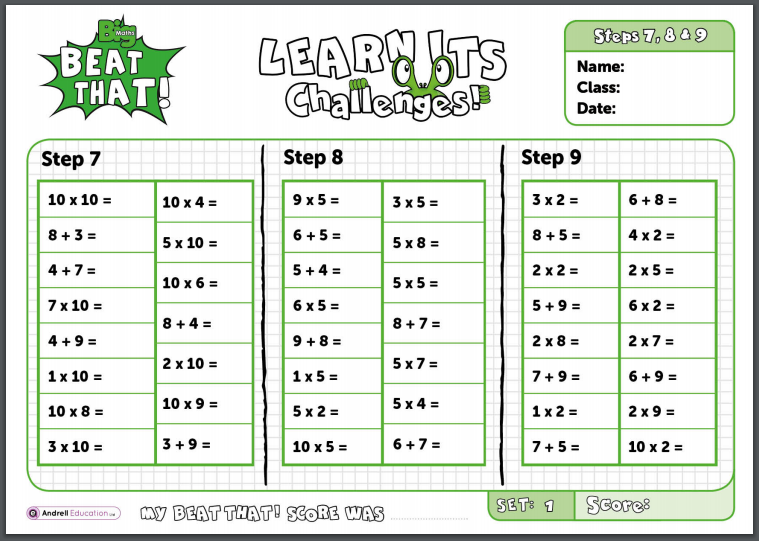 Big
Maths
BEAT
THAT!
LEARN ITS
Challenges!
Steps 7, 8 & 9
Name:
Class:
Date:
Step 7
10 x 10 =
8 + 3 =
4 + 7 =
7 x 10 =
4 + 9 =
1 x 10 =
10 x 8 =
3 x 10 =
10 x 4 =
5 x 10 =
10 x 6 =
8 + 4 =
2 x 10 =
10 x 9 =
3 + 9 =
Step 8
9 x 5 =
6 + 5 =
5 + 4 =
6 x 5 =
9 + 8 =
1 x 5 =
5 x 2 =
10 x 5 =
3 x 5 =
5 x 8 =
5 x 5 =
8 + 7 =
5 x 7 =
5 x 4 =
6 + 7 =
Step 9
3 x 2 =
8 + 5 =
2 x 2 =
5 + 9 =
2 x 8 =
7 + 9 =
1 x 2 =
7 + 5 =
6 + 8 =
4 x 2 =
2 x 5 =
6 x 2 =
2 x 7 =
6 + 9 =
2 x 9 =
10 x 2 =
Andrell Education Ltd
MY BEAT THAT! SCORE WAS
SET: 1
Score: